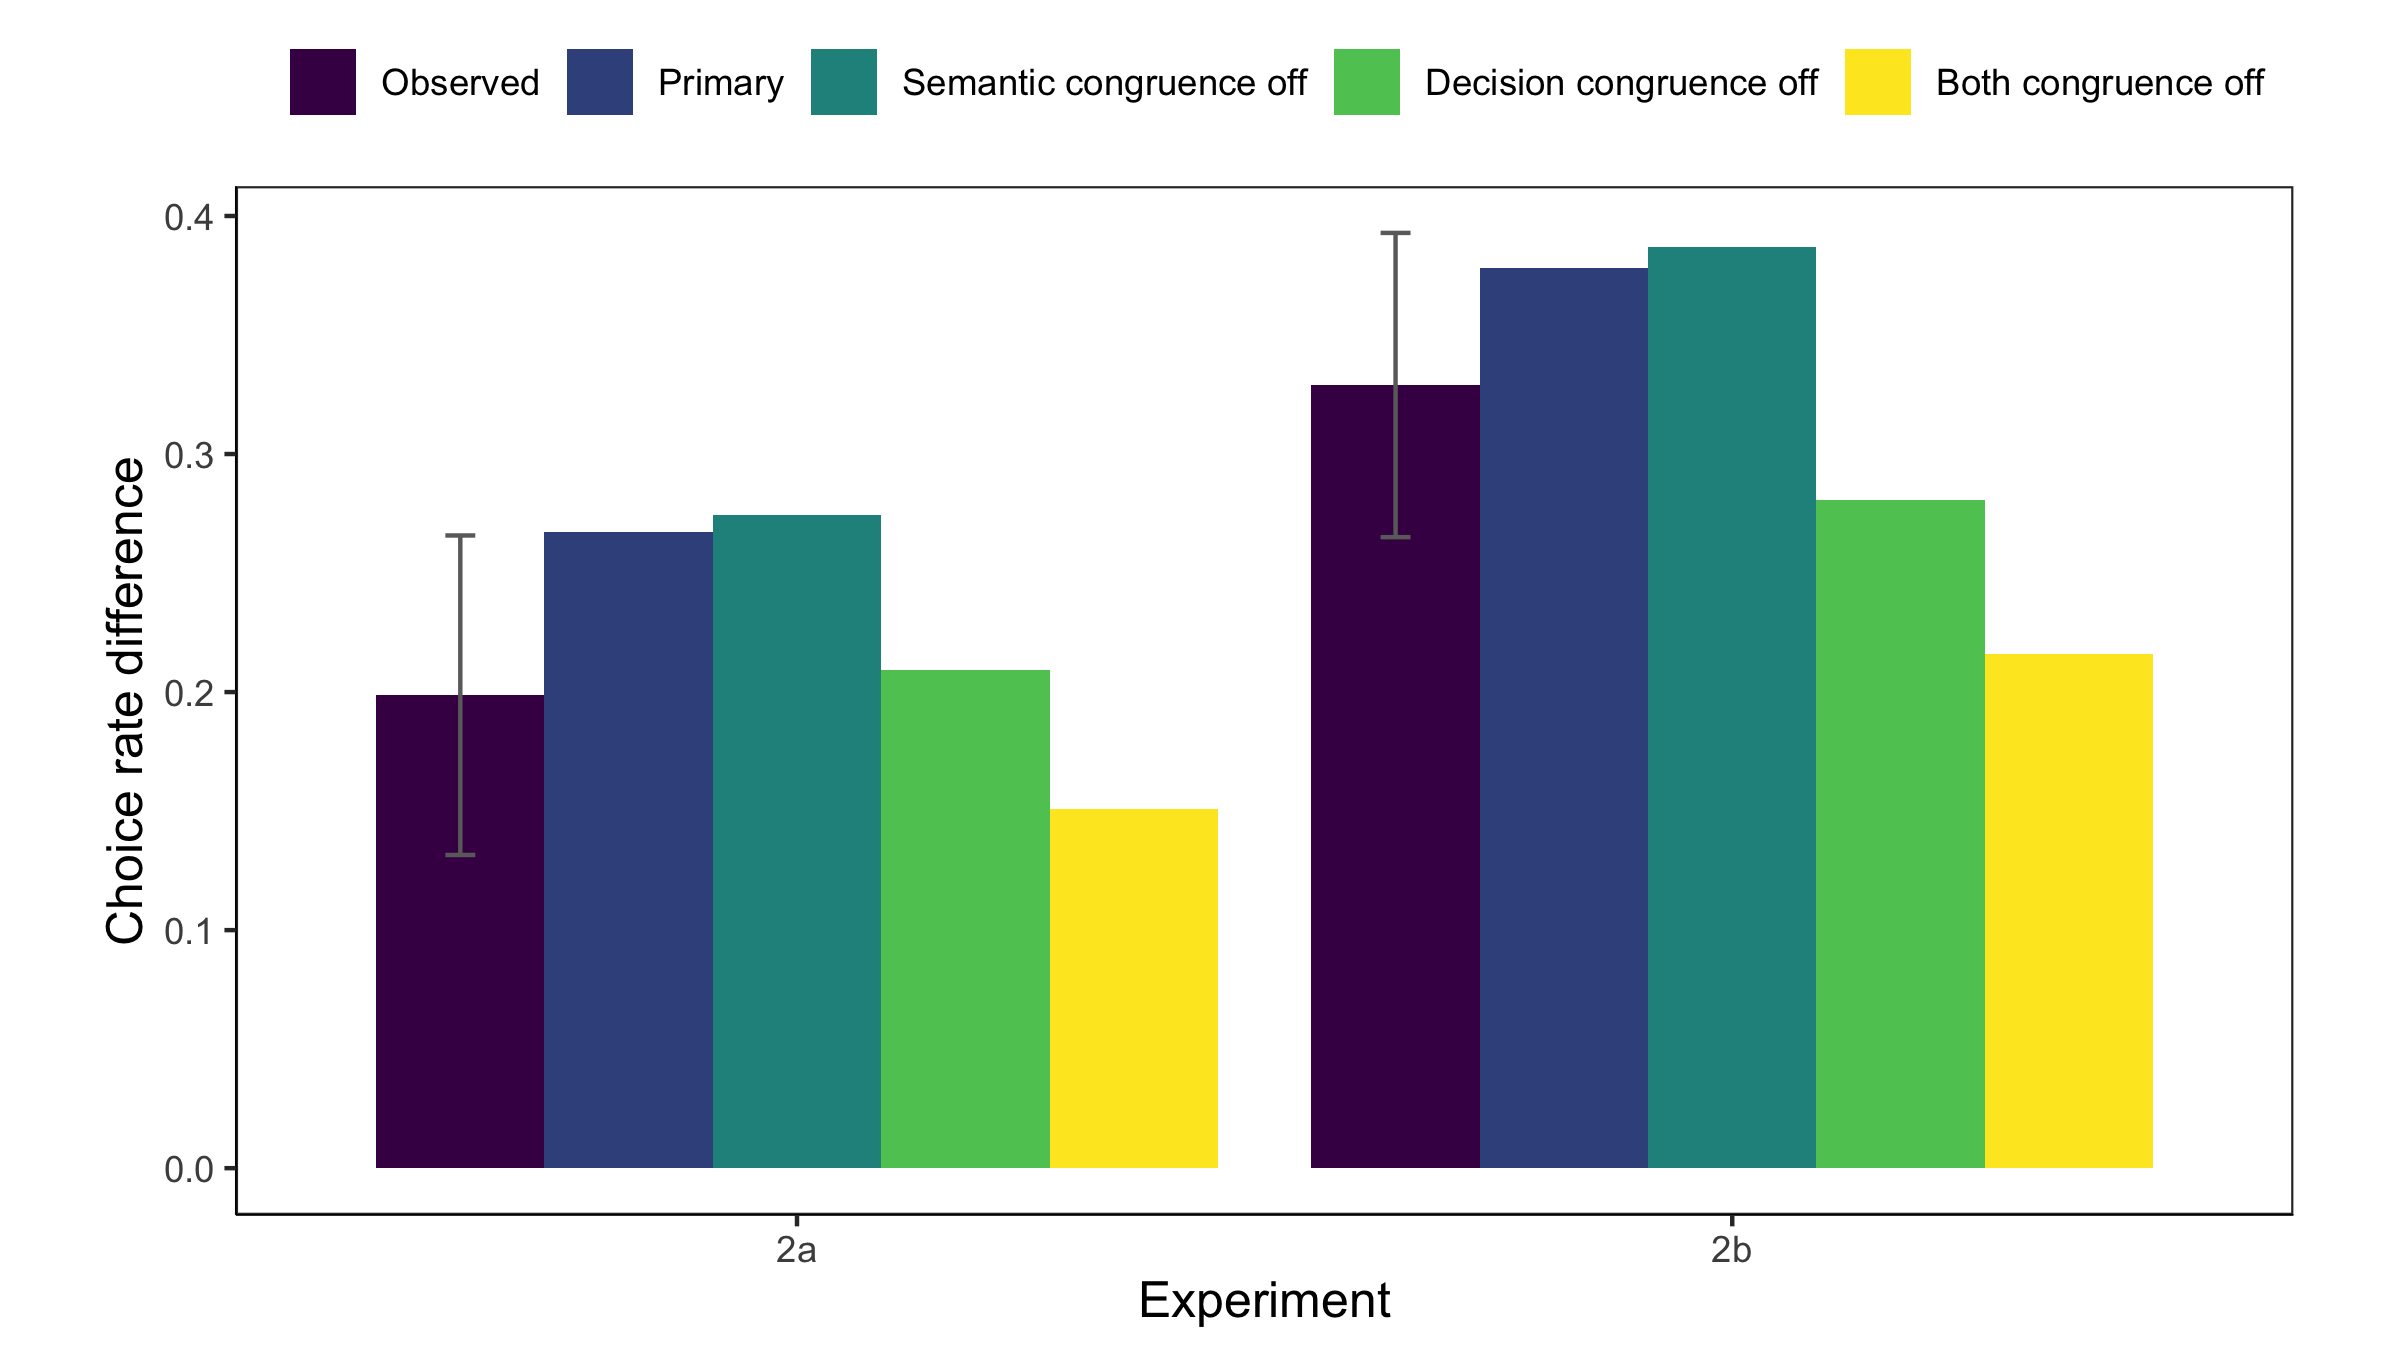 Observed Primary Semantic congruence off Decision congruence off Both congruence off
Choice rate difference
0.4
0.3
0.2
0.1
0.0
2a 2b
Experiment